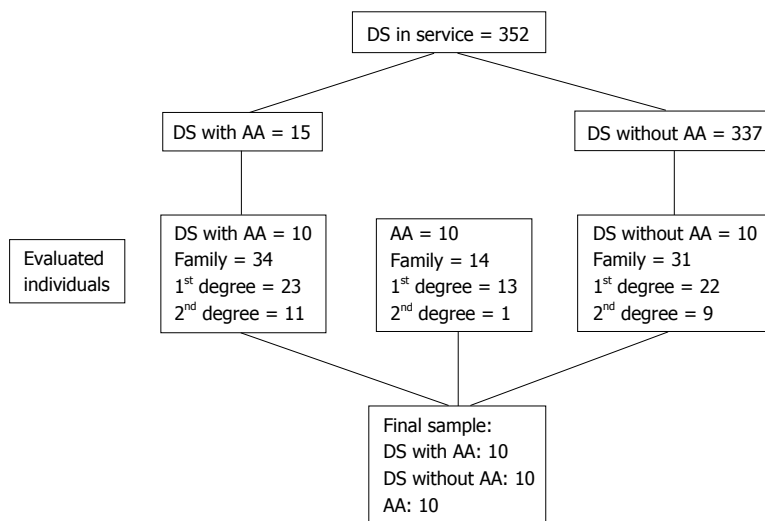 DS in service = 352
DS with AA = 15
DS without AA = 337
Evaluated
individuals
DS with AA = 10
Family = 34
1st degree = 23
2nd degree = 11
AA = 10
Family = 14
1st degree = 13
2nd degree = 1
DS without AA = 10
Family = 31
1st degree = 22
2nd degree = 9
Final sample:
DS with AA: 10
DS without AA: 10
AA: 10